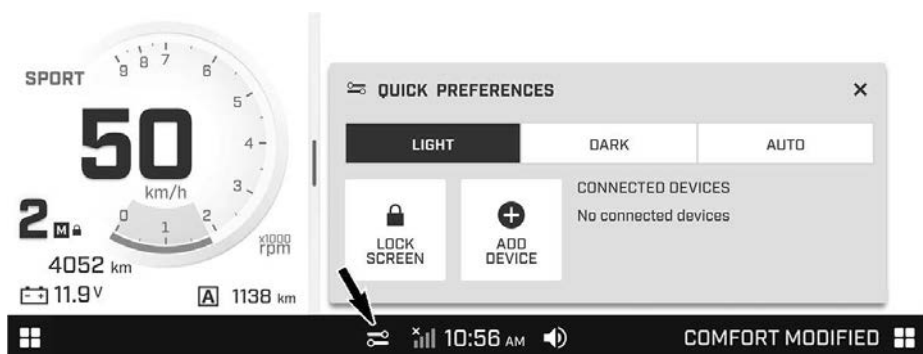 SPORT
9 8 7 6 5 4 3 2 1 0
50
km/h
2 M
x1000
rpm
4052 km
11.9 V
A 1138 km
QUICK PREFERENCES
LIGHT DARK AUTO
LOCK
SCREEN
ADD
DEVICE
CONNECTED DEVICES
No connected devices
10:56 AM
COMFORT MODIFIED